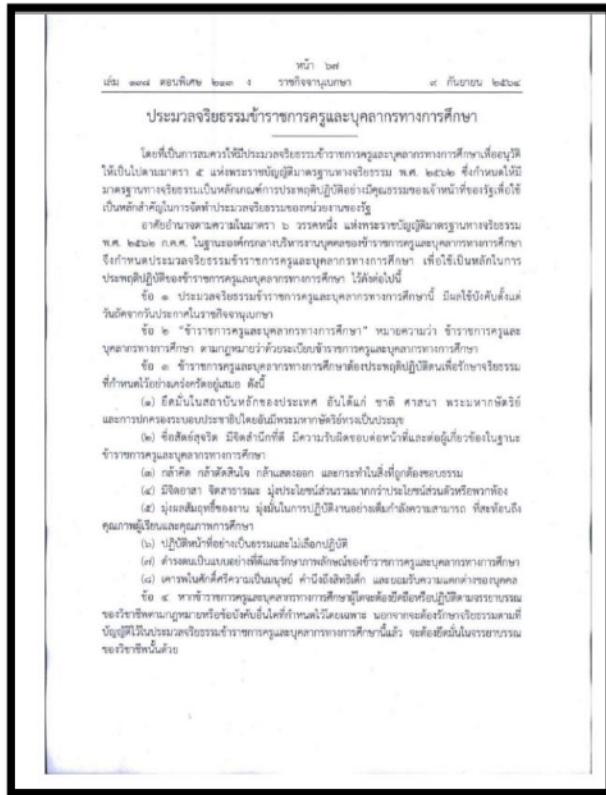 หน้า ๖๗
เล่ม ๑๓๘ ตอนพิเศษ ๒๑๓ ง ราชกิจจานุเบกษา ๙ กันยายน ๒๕๖๔
ประมวลจริยธรรมข้าราชการครูและบุคลากรทางการศึกษา
โดยที่เป็นการสมควรให้มีประมวลจริยธรรมข้าราชการครูและบุคลากรทางการศึกษาเพื่ออนุวัติ
ให้เป็นไปตามมาตรา ๕ แห่งพระราชบัญญัติมาตรฐานทางจริยธรรม พ.ศ. ๒๕๖๒ ซึ่งกำหนดให้มี
มาตรฐานทางจริยธรรมเป็นหลักเกณฑ์การประพฤติปฏิบัติอย่างมีคุณธรรมของเจ้าหน้าที่ของรัฐเพื่อใช้
เป็นหลักสำคัญในการจัดทำประมวลจริยธรรมของหน่วยงานของรัฐ
อาศัยอำนาจตามความในมาตรา ๖ วรรคหนึ่ง แห่งพระราชบัญญัติมาตรฐานทางจริยธรรม
พ.ศ. ๒๕๖๒ ก.ค.ศ. ในฐานะองค์กรกลางบริหารงานบุคคลของข้าราชการครูและบุคลากรทางการศึกษา
จึงกำหนดประมวลจริยธรรมข้าราชการครูและบุคลากรทางการศึกษา เพื่อใช้เป็นหลักในการ
ประพฤติปฏิบัติของข้าราชการครูและบุคลากรทางการศึกษา ไว้ดังต่อไปนี้
ข้อ ๑ ประมวลจริยธรรมข้าราชการครูและบุคลากรทางการศึกษานี้ มีผลใช้บังคับตั้งแต่
วันถัดจากวันประกาศในราชกิจจานุเบกษา
ข้อ ๒ "ข้าราชการครูและบุคลากรทางการศึกษา" หมายความว่า ข้าราชการครูและ
บุคลากรทางการศึกษา ตามกฎหมายว่าด้วยระเบียบข้าราชการครูและบุคลากรทางการศึกษา
ข้อ ๓ ข้าราชการครูและบุคลากรทางการศึกษาต้องประพฤติปฏิบัติตนเพื่อรักษาจริยธรรม
ที่กำหนดไว้อย่างเคร่งครัดอยู่เสมอ ดังนี้
(๑) ยึดมั่นในสถาบันหลักของประเทศ อันได้แก่ ชาติ ศาสนา พระมหากษัตริย์
และการปกครองระบอบประชาธิปไตยอันมีพระมหากษัตริย์ทรงเป็นประมุข
(๒) ซื่อสัตย์สุจริต มีจิตสำนึกที่ดี มีความรับผิดชอบต่อหน้าที่และต่อผู้เกี่ยวข้องในฐานะ
ข้าราชการครูและบุคลากรทางการศึกษา
(๓) กล้าคิด กล้าตัดสินใจ กล้าแสดงออก และกระทำในสิ่งที่ถูกต้องชอบธรรม
(๔) มีจิตอาสา จิตสาธารณะ มุ่งประโยชน์ส่วนรวมมากกว่าประโยชน์ส่วนตัวหรือพวกพ้อง
(๕) มุ่งผลสัมฤทธิ์ของงาน มุ่งมั่นในการปฏิบัติงานอย่างเต็มกำลังความสามารถ ที่สะท้อนถึง
คุณภาพผู้เรียนและคุณภาพการศึกษา
(๖) ปฏิบัติหน้าที่อย่างเป็นธรรมและไม่เลือกปฏิบัติ
(๗) ดำรงตนเป็นแบบอย่างที่ดีและรักษาภาพลักษณ์ของข้าราชการครูและบุคลากรทางการศึกษา
(๘) เคารพในศักดิ์ศรีความเป็นมนุษย์ คำนึงถึงสิทธิเด็ก และยอมรับความแตกต่างของบุคคล
ข้อ ๔ หากข้าราชการครูและบุคลากรทางการศึกษาผู้ใดจะต้องยึดถือหรือปฏิบัติตามจรรยาบรรณ
ของวิชาชีพตามกฎหมายหรือข้อบังคับอื่นใดที่กำหนดไว้โดยเฉพาะ นอกจากจะต้องรักษาจริยธรรมตามที่
บัญญัติไว้ในประมวลจริยธรรมข้าราชการครูและบุคลากรทางการศึกษานี้แล้ว จะต้องยึดมั่นในจรรยาบรรณ
ของวิชาชีพนั้นด้วย